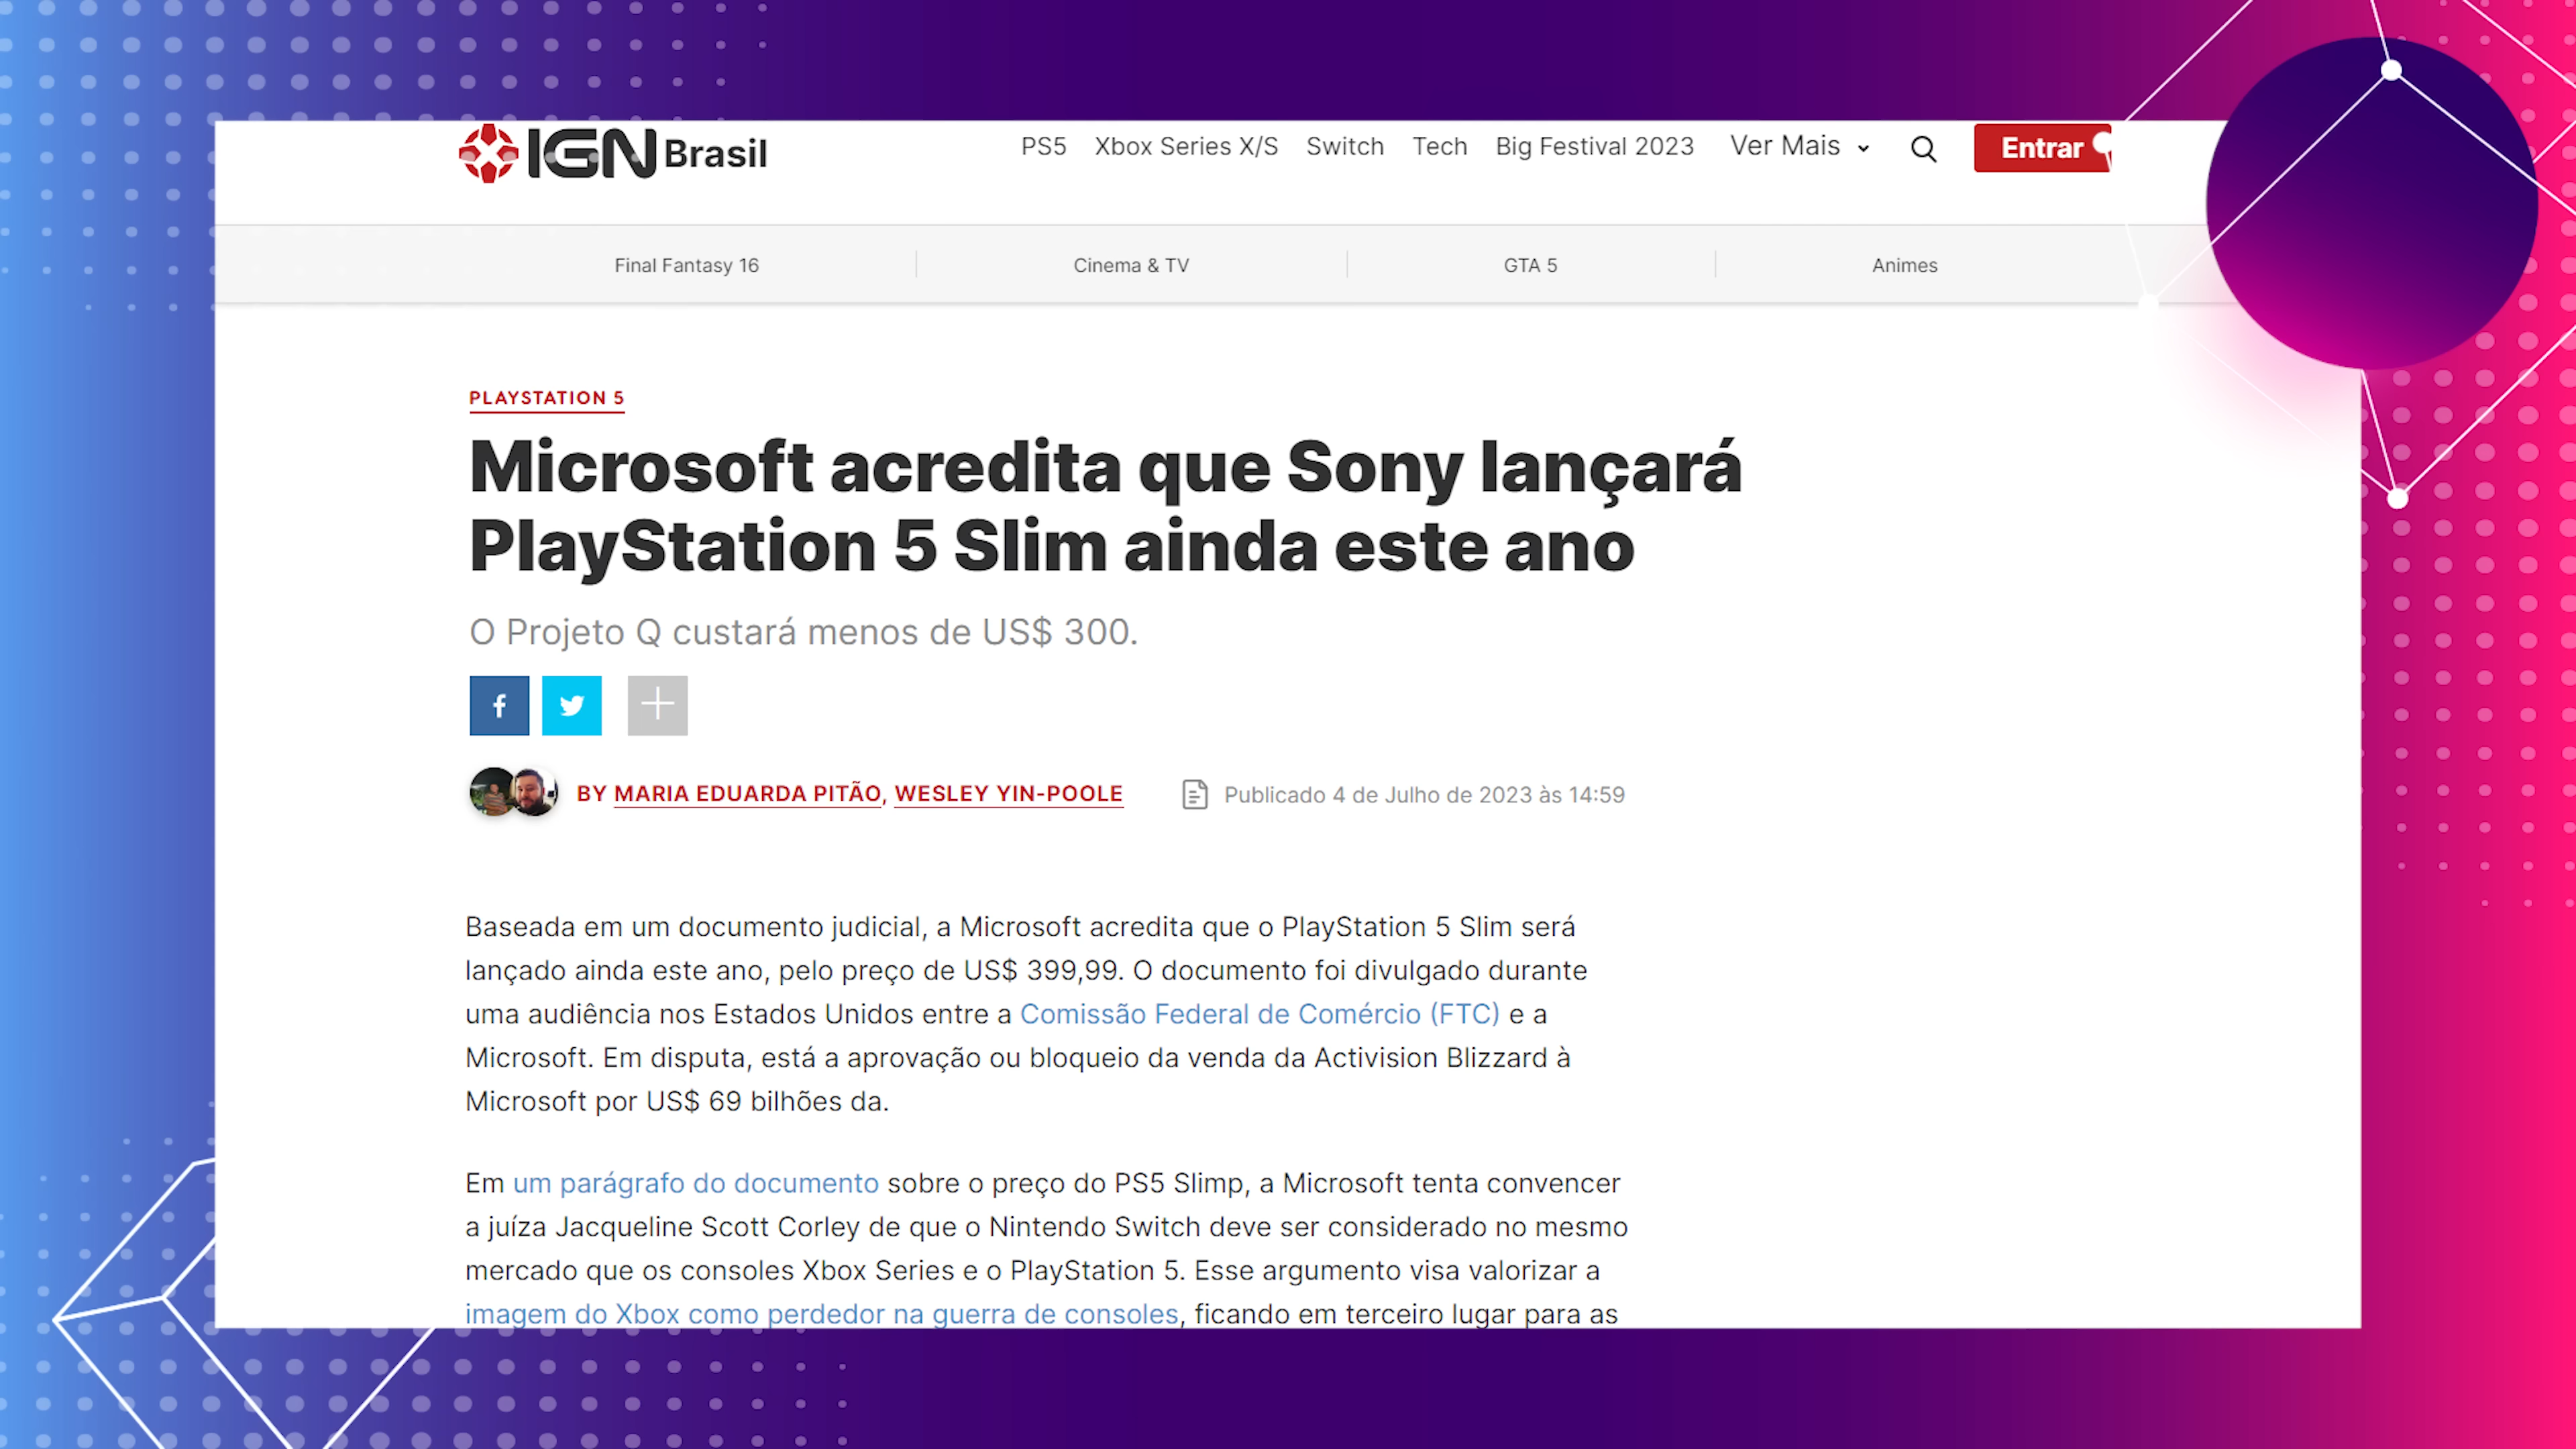 IGN Brasil
PS5 Xbox Series X/S Switch Tech Big Festival 2023 Ver Mais Entrar
Final Fantasy 16 Cinema & TV GTA 5 Animes
PLAYSTATION 5
Microsoft acredita que Sony lançará
PlayStation 5 Slim ainda este ano
O Projeto Q custará menos de US$ 300.
BY MARIA EDUARDA PITÃO, WESLEY YIN-POOLE Publicado 4 de Julho de 2023 às 14:59
Baseada em um documento judicial, a Microsoft acredita que o PlayStation 5 Slim será
lançado ainda este ano, pelo preço de US$ 399,99. O documento foi divulgado durante
uma audiência nos Estados Unidos entre a Comissão Federal de Comércio (FTC) e a
Microsoft. Em disputa, está a aprovação ou bloqueio da venda da Activision Blizzard à
Microsoft por US$ 69 bilhões da.
Em um parágrafo do documento sobre o preço do PS5 Slimp, a Microsoft tenta convencer
a juíza Jacqueline Scott Corley de que o Nintendo Switch deve ser considerado no mesmo
mercado que os consoles Xbox Series e o PlayStation 5. Esse argumento visa valorizar a
imagem do Xbox como perdedor na guerra de consoles, ficando em terceiro lugar para as